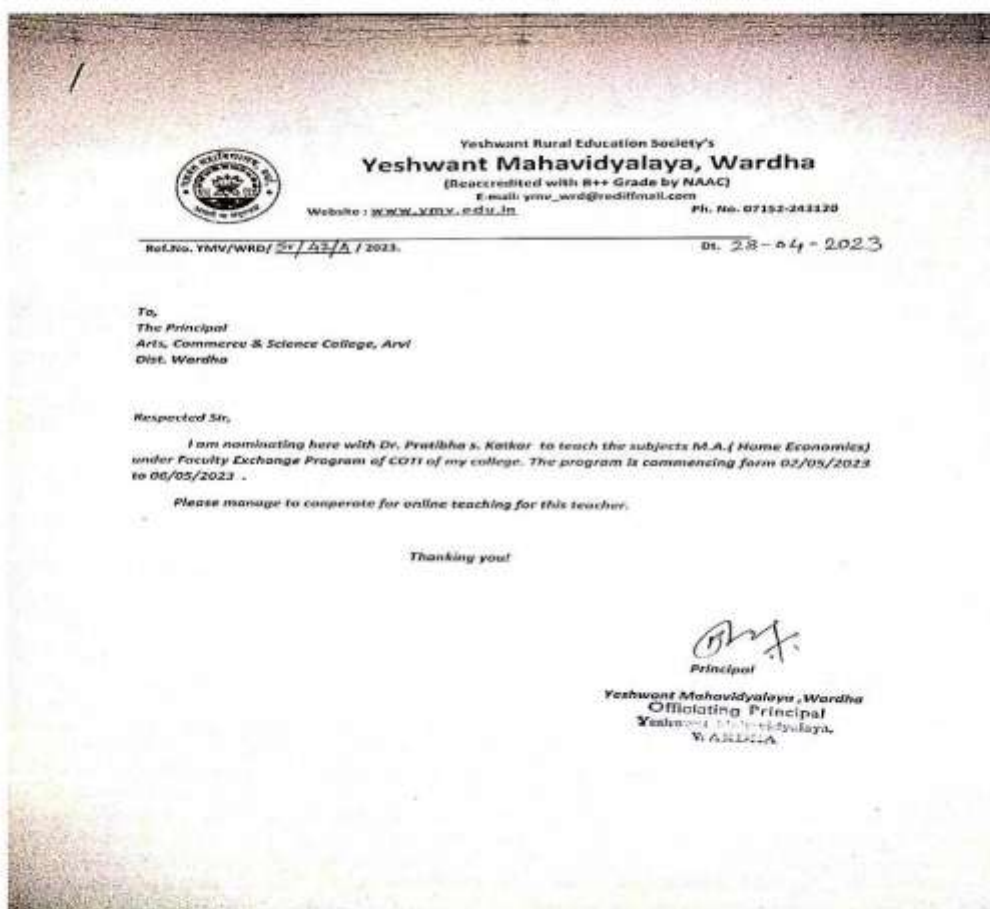 /
Yeshwant Rural Education Society's
Yeshwant Mahavidyalaya, Wardha
(Reaccredited with B++ Grade by NAAC)
E-mail: ymv_wrd@rediffmail.com
Website : www.ymv.edu.in Ph. No. 07152-243120
Ref.No. YMV/WRD/ / 2023. Dt. 28-04-2023
To,
The Principal
Arts, Commerce & Science College, Arvi
Dist. Wardha
Respected Sir,
I am nominating here with Dr. Pratibha s. Katkar to teach the subjects M.A.( Home Economics)
under Faculty Exchange Program of COTI of my college. The program is commencing form 02/05/2023
to 06/05/2023 .
Please manage to cooperate for online teaching for this teacher.
Thanking you!
Principal
Yeshwant Mahavidyalaya ,Wardha
Officiating Principal
Yeshwant Mahavidyalaya,
WARDHA